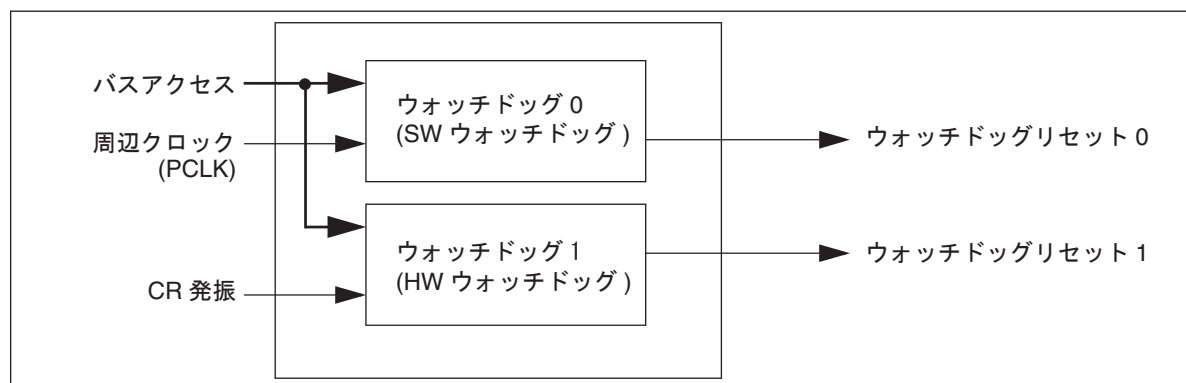 バスアクセス
周辺クロック
(PCLK)
CR 発振
ウォッチドッグ 0
(SW ウォッチドッグ )
ウォッチドッグ 1
(HW ウォッチドッグ )
ウォッチドッグリセット 0
ウォッチドッグリセット 1